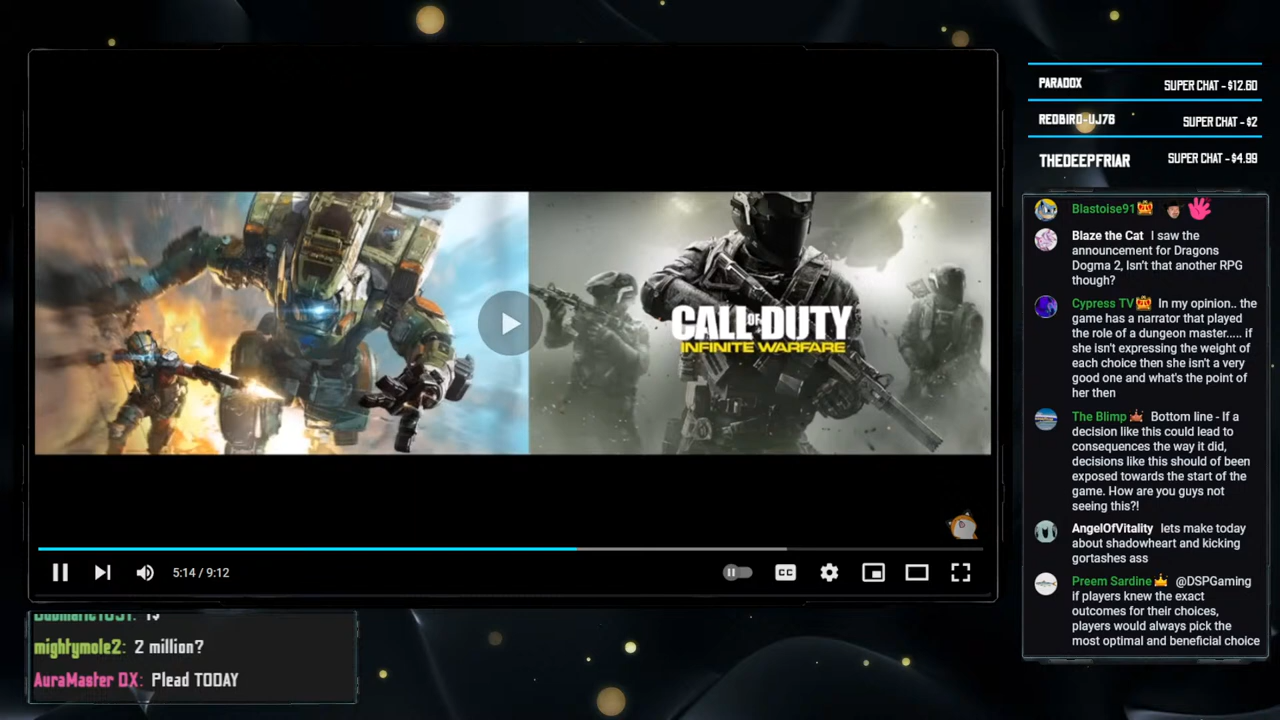 PARADOX
SUPER CHAT - $12.60
REDBIRD-UJ76
SUPER CHAT - $2
THEDEEPFRIAR
SUPER CHAT - $4.99
Blastoise91
Blaze the Cat I saw the
announcement for Dragons
Dogma 2, Isn't that another RPG
though?
Cypress TV In my opinion.. the
game has a narrator that played
the role of a dungeon master..... if
she isn't expressing the weight of
each choice then she isn't a very
good one and what's the point of
her then
The Blimp Bottom line - If a
decision like this could lead to
consequences the way it did,
decisions like this should of been
exposed towards the start of the
game. How are you guys not
seeing this?!
AngelOfVitality lets make today
about shadowheart and kicking
gortashes ass
Preem Sardine @DSPGaming
if players knew the exact
outcomes for their choices,
players would always pick the
most optimal and beneficial choice
CALL OF DUTY
INFINITE WARFARE
5:14 / 9:12
CC
mightymole2: 2 million?
AuraMaster DX: Plead TODAY